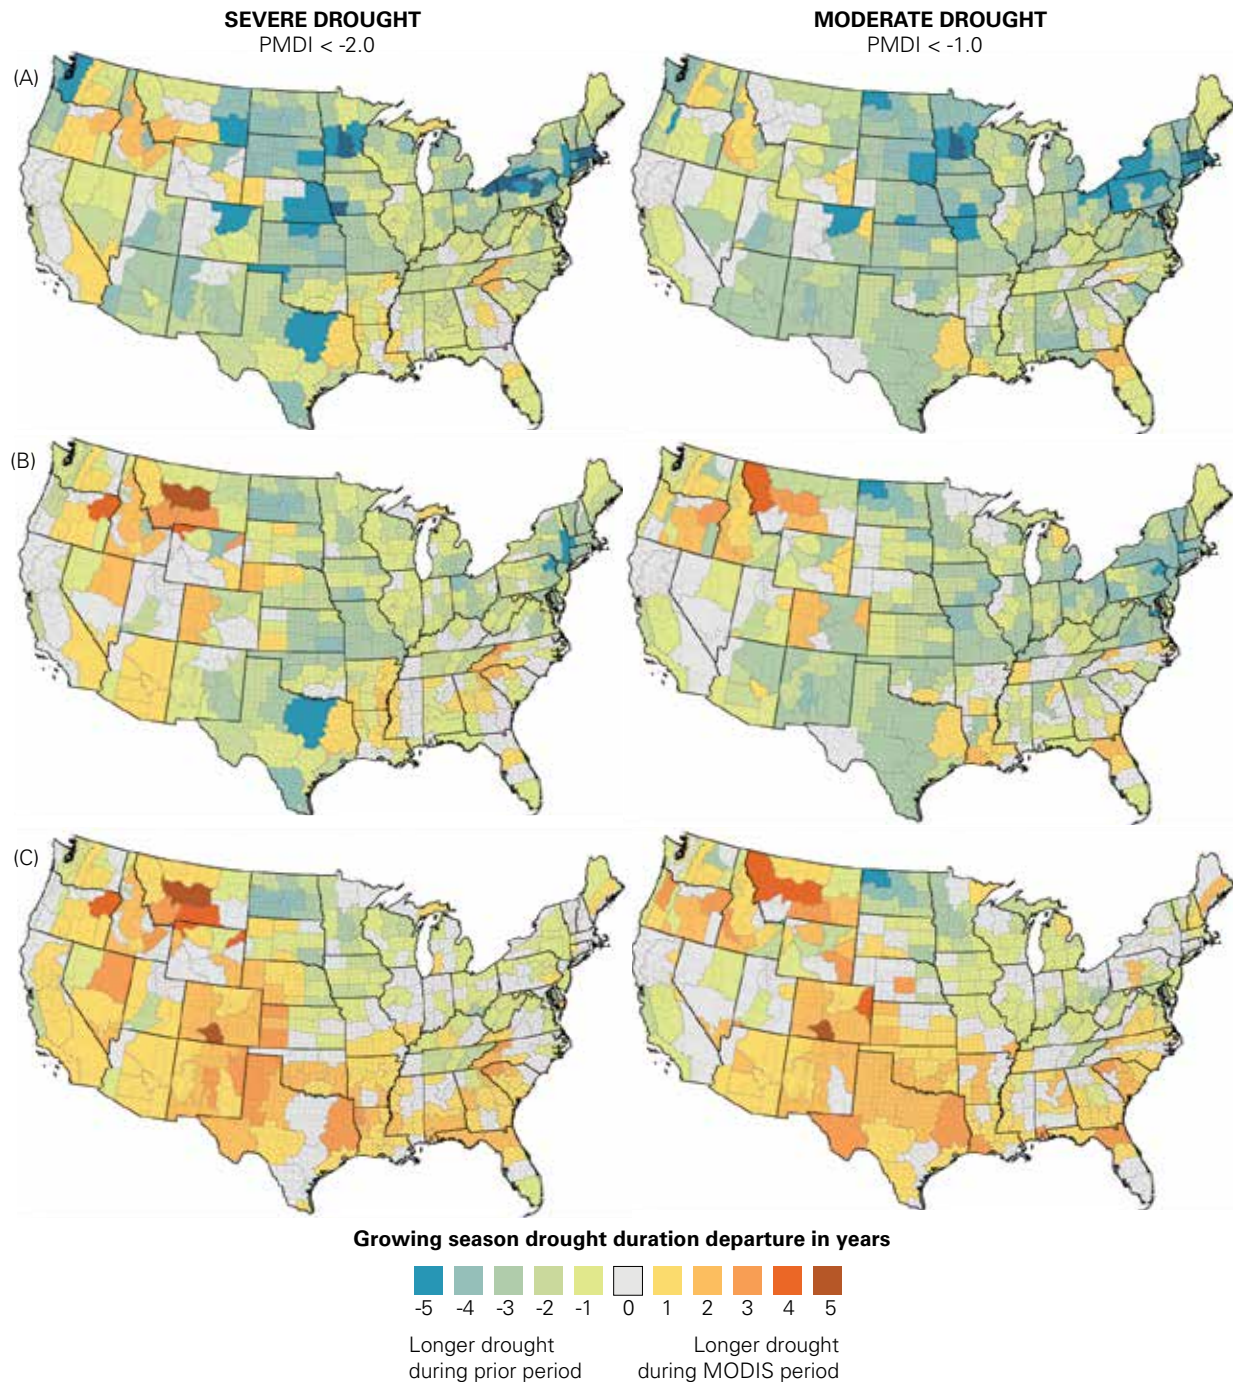 SEVERE DROUGHT
PMDI < -2.0
MODERATE DROUGHT
PMDI < -1.0
(A)
(B)
(C)
Growing season drought duration departure in years
-5 -4 -3 -2 -1 0 1 2 3 4 5
Longer drought
during prior period
Longer drought
during MODIS period